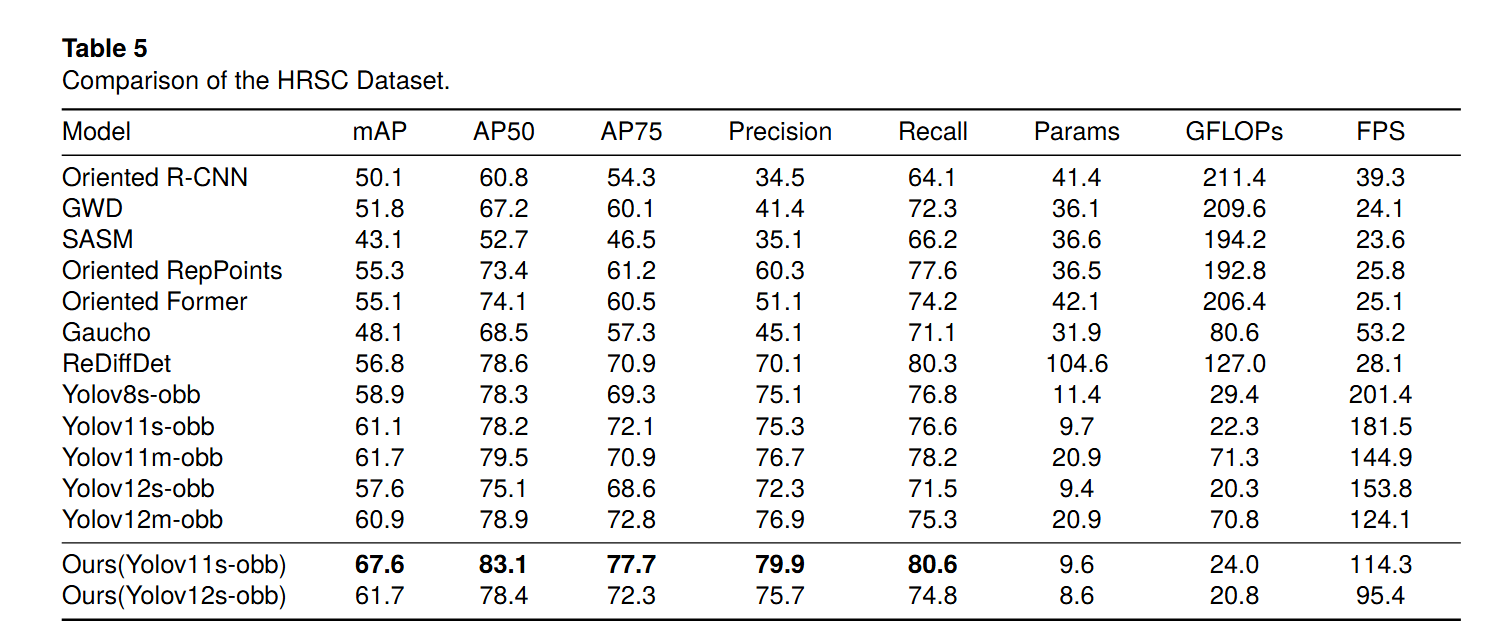 Table 5
Comparison of the HRSC Dataset.
Model mAP AP50 AP75 Precision Recall Params GFLOPs FPS
Oriented R-CNN 50.1 60.8 54.3 34.5 64.1 41.4 211.4 39.3
GWD 51.8 67.2 60.1 41.4 72.3 36.1 209.6 24.1
SASM 43.1 52.7 46.5 35.1 66.2 36.6 194.2 23.6
Oriented RepPoints 55.3 73.4 61.2 60.3 77.6 36.5 192.8 25.8
Oriented Former 55.1 74.1 60.5 51.1 74.2 42.1 206.4 25.1
Gaucho 48.1 68.5 57.3 45.1 71.1 31.9 80.6 53.2
ReDiffDet 56.8 78.6 70.9 70.1 80.3 104.6 127.0 28.1
Yolov8s-obb 58.9 78.3 69.3 75.1 76.8 11.4 29.4 201.4
Yolov11s-obb 61.1 78.2 72.1 75.3 76.6 9.7 22.3 181.5
Yolov11m-obb 61.7 79.5 70.9 76.7 78.2 20.9 71.3 144.9
Yolov12s-obb 57.6 75.1 68.6 72.3 71.5 9.4 20.3 153.8
Yolov12m-obb 60.9 78.9 72.8 76.9 75.3 20.9 70.8 124.1
Ours(Yolov11s-obb) 67.6 83.1 77.7 79.9 80.6 9.6 24.0 114.3
Ours(Yolov12s-obb) 61.7 78.4 72.3 75.7 74.8 8.6 20.8 95.4